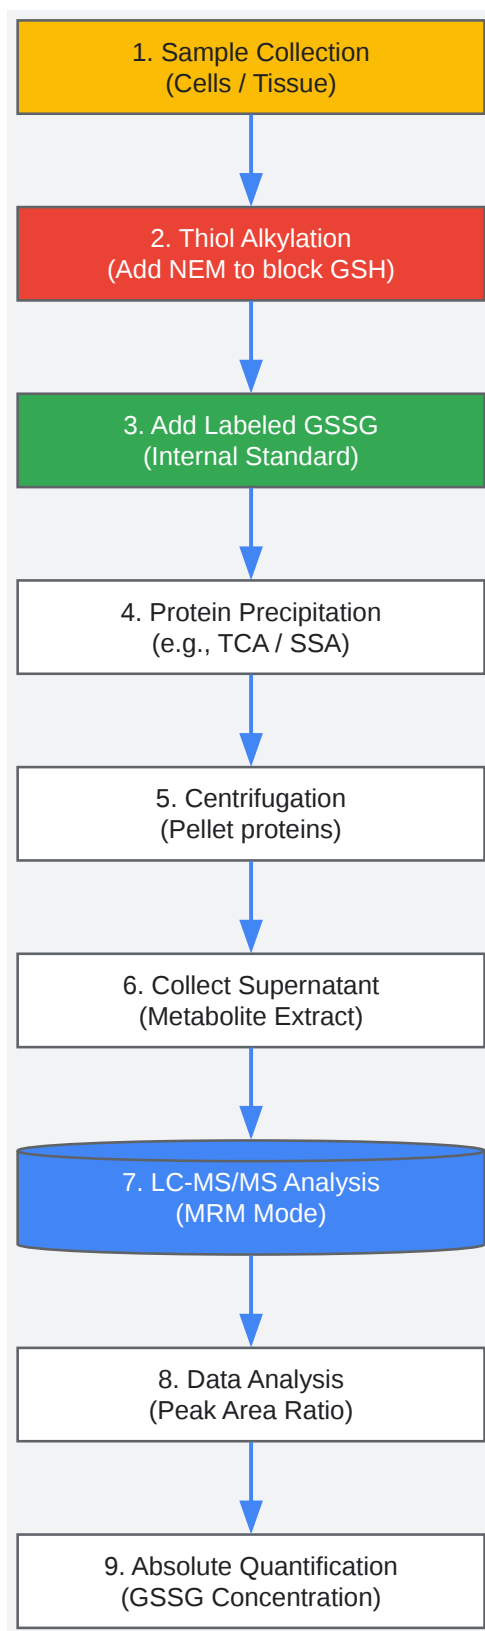 1. Sample Collection
(Cells / Tissue)
2. Thiol Alkylation
(Add NEM to block GSH)
3. Add Labeled GSSG
(Internal Standard)
4. Protein Precipitation
(e.g., TCA / SSA)
5. Centrifugation
(Pellet proteins)
6. Collect Supernatant
(Metabolite Extract)
7. LC-MS/MS Analysis
(MRM Mode)
8. Data Analysis
(Peak Area Ratio)
9. Absolute Quantification
(GSSG Concentration)